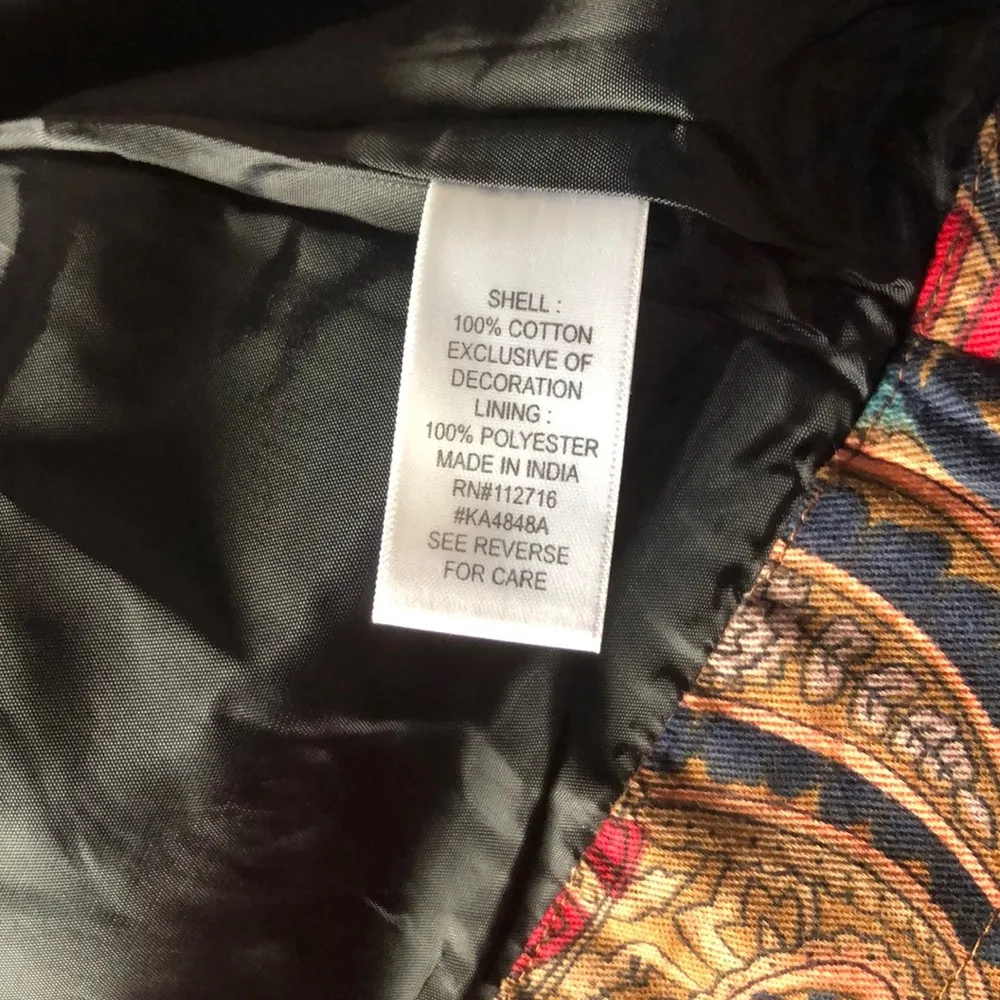 SHELL :
100% COTTON
EXCLUSIVE OF
DECORATION
LINING :
100% POLYESTER
MADE IN INDIA
RN#112716
#KA4848A
SEE REVERSE
FOR CARE